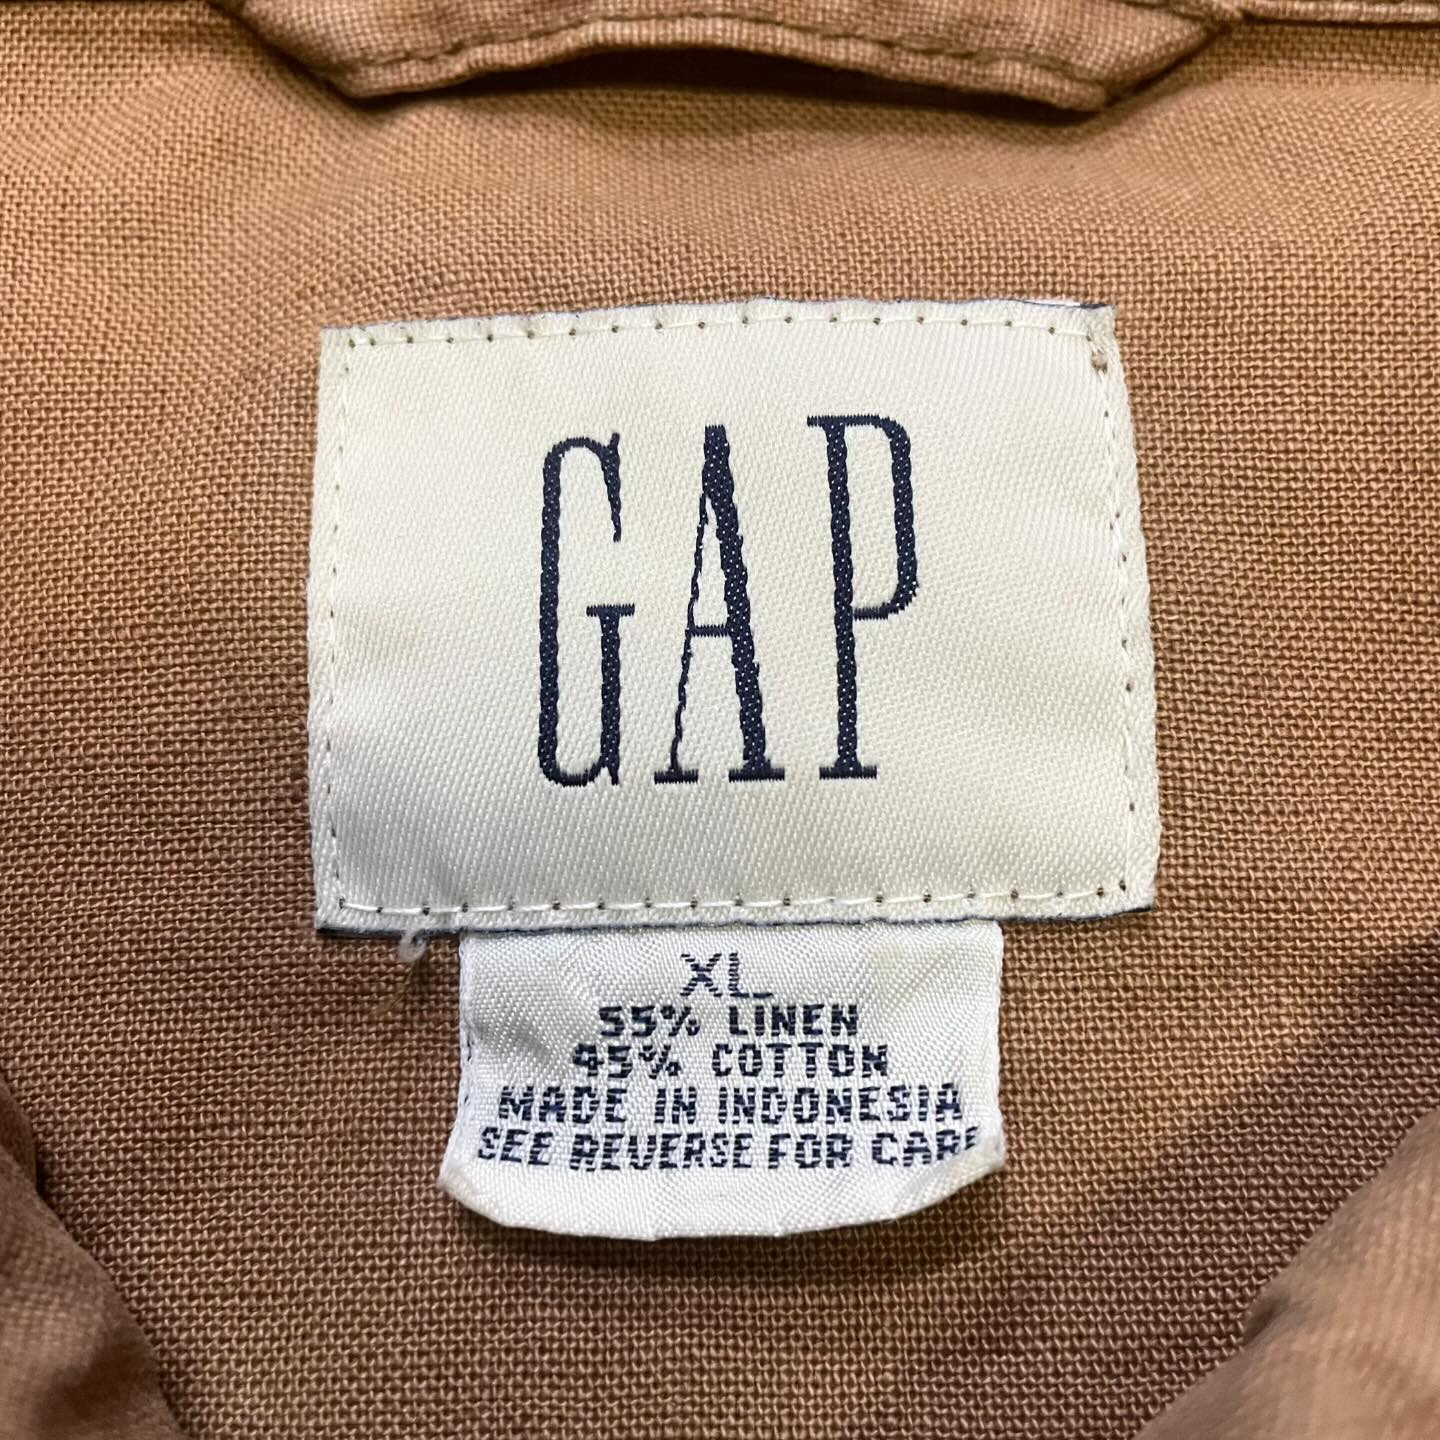 GAP
XL
55% LINEN
45% COTTON
MADE IN INDONESIA
SEE REVERSE FOR CARE